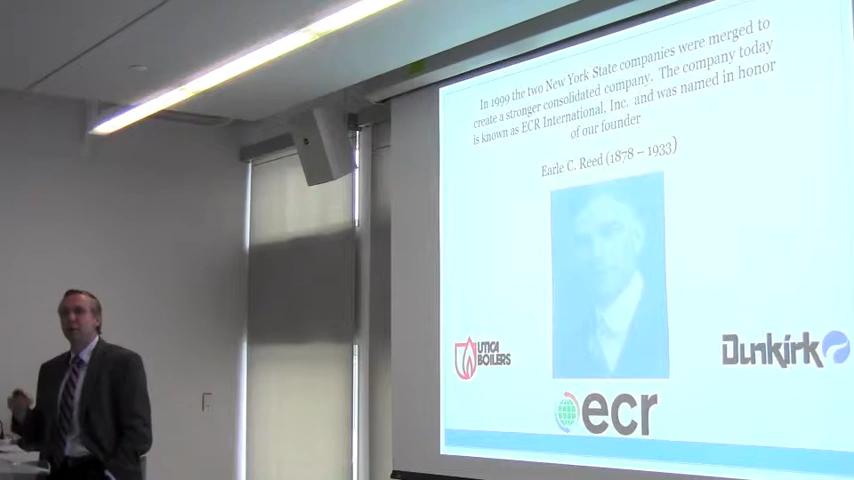 In 1999 the two New York State companies were merged to
create a stronger consolidated company. The company today
is known as ECR International, Inc. and was named in honor
of our founder
Earle C. Reed (1878 – 1933)
UTICA
BOILERS
Dunkirk
ecr